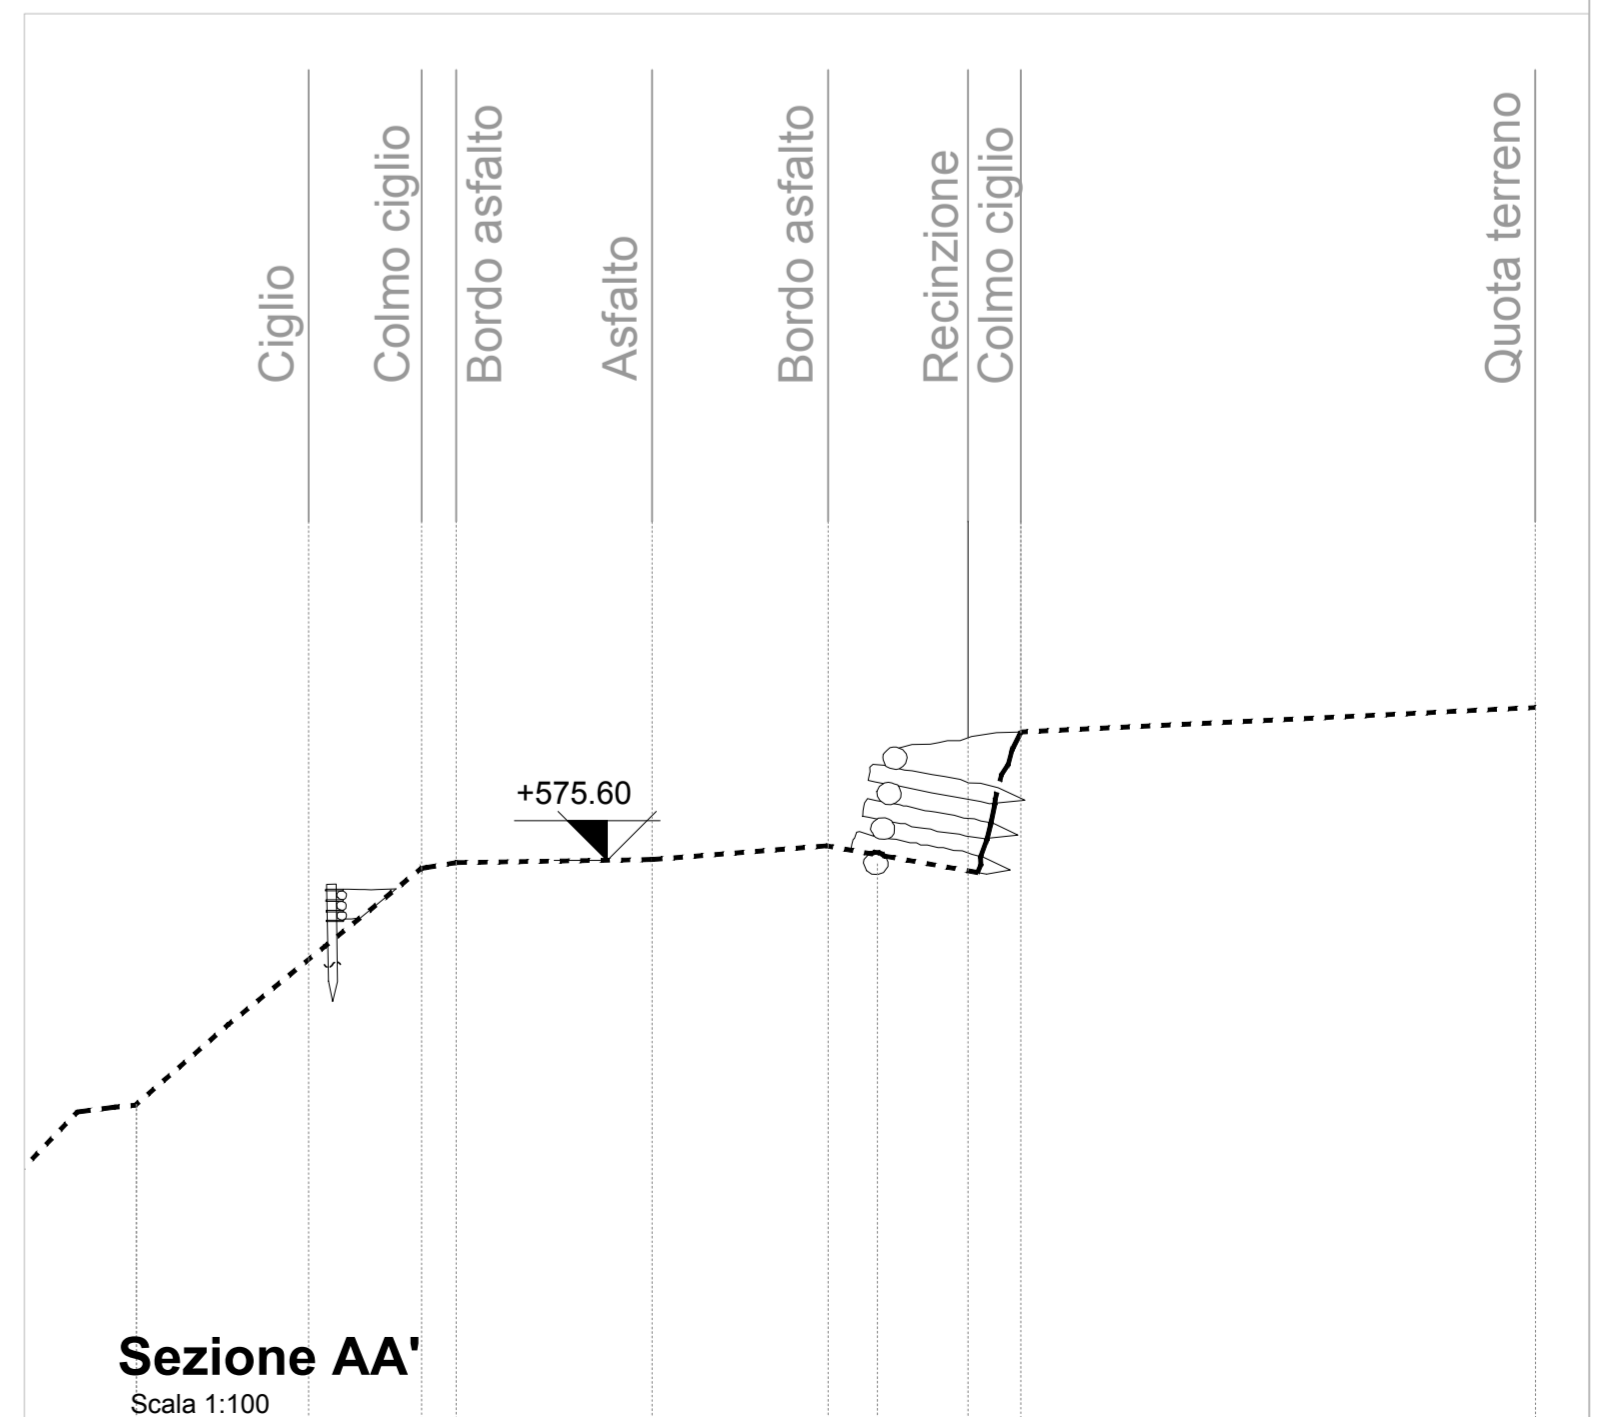 Ciglio
Colmo ciglio
Bordo asfalto
Asfalto
Bordo asfalto
Recinzione
Colmo ciglio
Quota terreno
+575.60
Sezione AA'
Scala 1:100